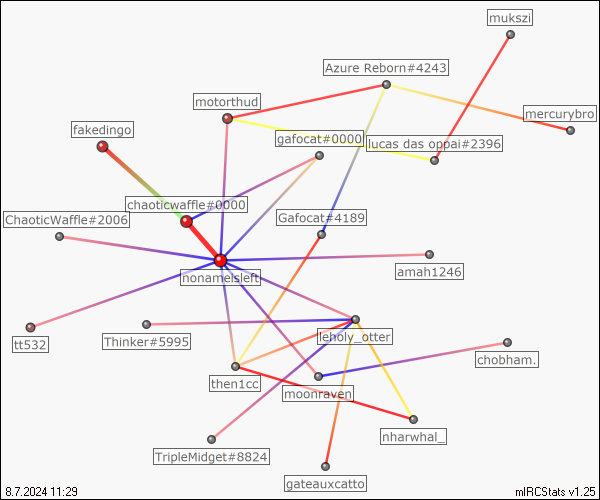 mukszi
Azure Reborn#4243
motorthud
mercurybro
fakedingo
gafocat#0000
lucas das oppai#2396
chaoticwaffle#0000
ChaoticWaffle#2006
Gafocat#4189
nonameisleft
amah1246
tt532
Thinker#5995
leholy_otter
chobham.
then1cc
moonraven
nharwhal_
TripleMidget#8824
gateauxcatto
8.7.2024 11:29
mIRCStats v1.25